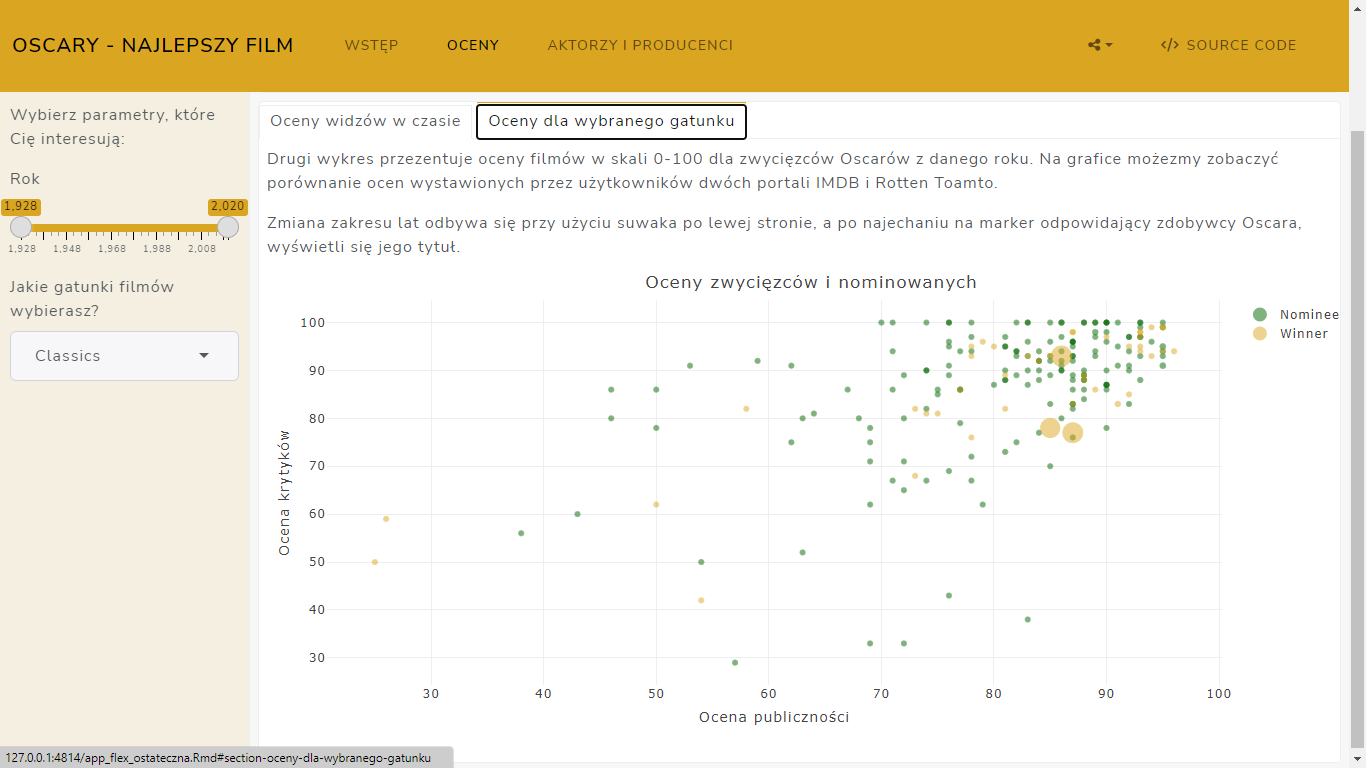 OSCARY - NAJLEPSZY FILM WSTĘP OCENY AKTORZY I PRODUCENCI SOURCE CODE
Wybierz parametry, które
Cię interesują:
Rok
1,928 2,020
1,928 1,948 1,968 1,988 2,008
Jakie gatunki filmów
wybierasz?
Classics
Oceny widzów w czasie Oceny dla wybranego gatunku
Drugi wykres przezentuje oceny filmów w skali 0-100 dla zwycięzców Oscarów z danego roku. Na grafice możezmy zobaczyć
porównanie ocen wystawionych przez użytkowników dwóch portali IMDB i Rotten Toamto.
Zmiana zakresu lat odbywa się przy użyciu suwaka po lewej stronie, a po najechaniu na marker odpowiadający zdobywcy Oscara,
wyświetli się jego tytuł.
Oceny zwycięzców i nominowanych
Nominee
Winner
Ocena krytyków
100
90
80
70
60
50
40
30
30 40 50 60 70 80 90 100
Ocena publiczności
127.0.0.1:4814/app_flex_ostateczna.Rmd#section-oceny-dla-wybranego-gatunku